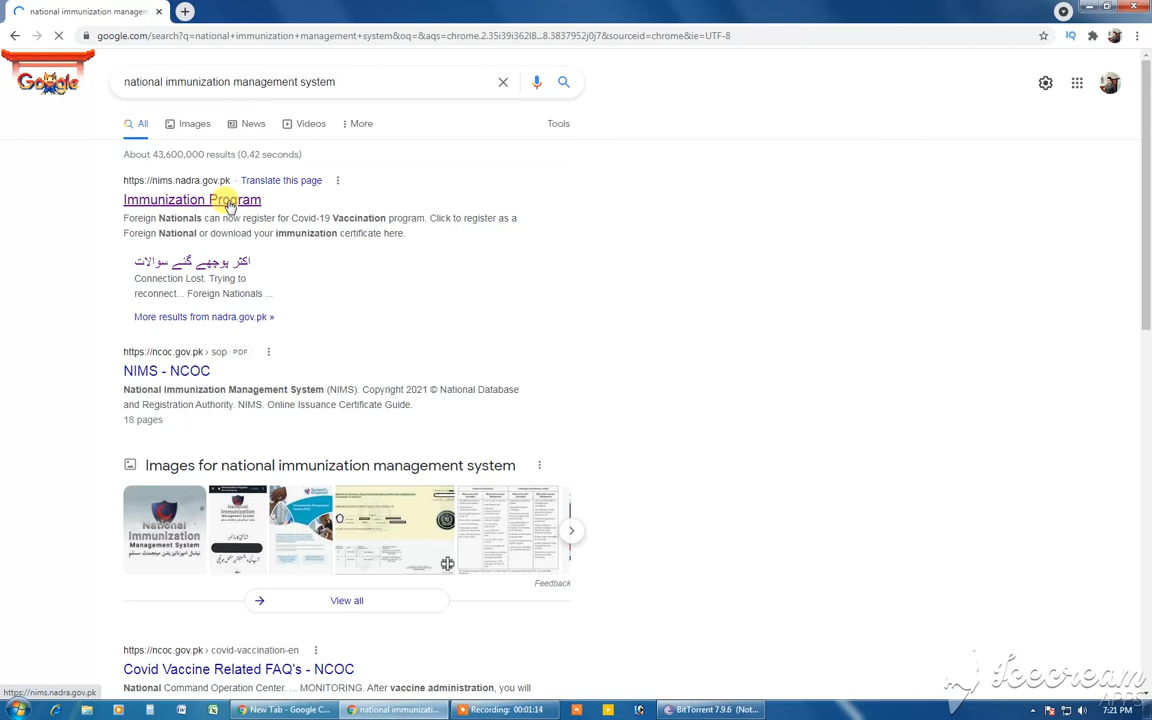 national immunization managem
google.com/search?q=national+immunization+management+system&oq=&aqs=chrome.2.35i39i362l8...8.3837952j0j7&sourceid=chrome&ie=UTF-8
Google
national immunization management system
All
Images
News
Videos
More
Tools
About 43,600,000 results (0.42 seconds)
https://nims.nadra.gov.pk · Translate this page
Immunization Program
Foreign Nationals can now register for Covid-19 Vaccination program. Click to register as a
Foreign National or download your immunization certificate here.
اکثر پوچھے گئے سوالات
Connection Lost. Trying to
reconnect... Foreign Nationals ...
More results from nadra.gov.pk »
https://ncoc.gov.pk › sop PDF
NIMS - NCOC
National Immunization Management System (NIMS). Copyright 2021 © National Database
and Registration Authority. NIMS. Online Issuance Certificate Guide.
18 pages
Images for national immunization management system
National
Immunization
Management
System
Feedback
View all
https://ncoc.gov.pk › covid-vaccination-en
Covid Vaccine Related FAQ's - NCOC
National Command Operation Center. ... MONITORING. After vaccine administration, you will
https://nims.nadra.gov.pk
Icecream
APPS
New Tab - Google C...
national immunizati...
Recording: 00:01:14
BitTorrent 7.9.6 (Not...
7:21 PM